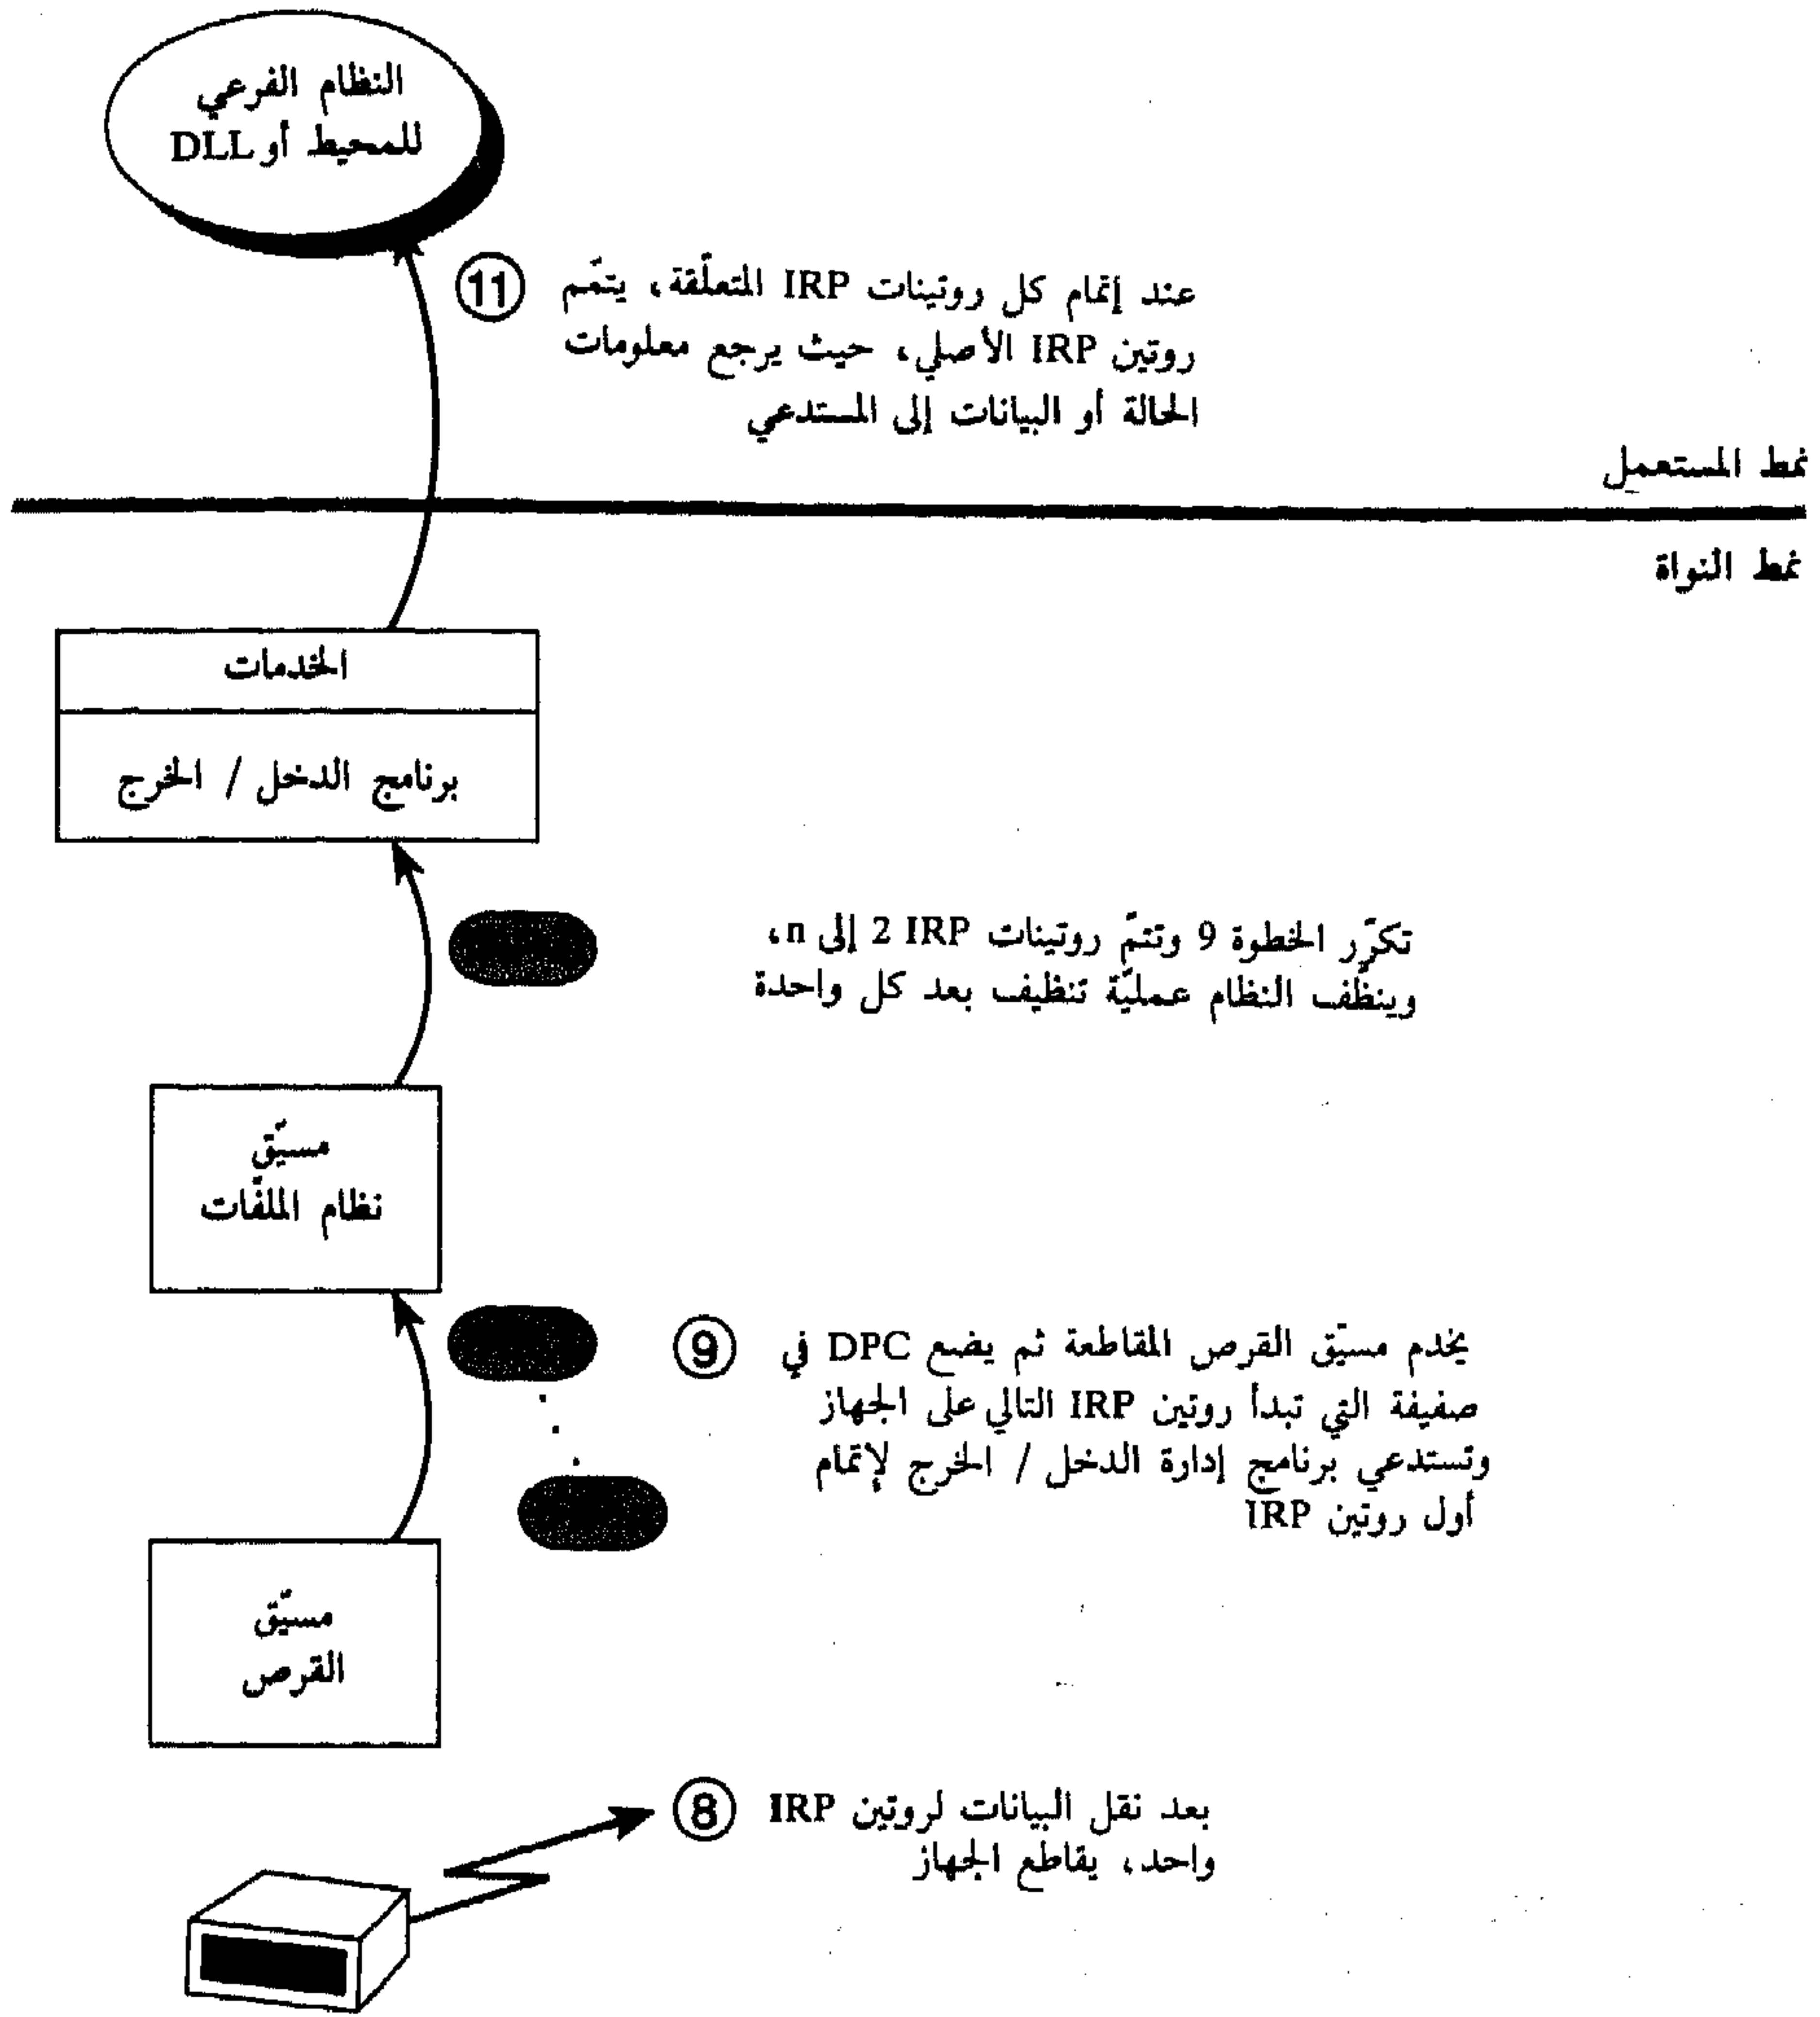 النظام الفرعي
للمحيط أو DLL
⑪ عند إتمام كل روتينات IRP المتعلّقة، يتمّم
روتين IRP الأصلي، حيث يرجع معلومات
الحالة أو البيانات إلى المستدعي
نمط المستعمل
نمط النواة
الخدمات
برنامج الدخل / الخرج
تكرّر الخطوة 9 وتتمّ روتينات IRP 2 إلى n،
وينظّف النظام عمليّة تنظيف بعد كل واحدة
مسيّق
نظام الملفّات
⑨ يخدم مسيّق القرص المقاطعة ثم يضع DPC في
صفيفة التي تبدأ روتين IRP التالي على الجهاز
وتستدعي برنامج إدارة الدخل / الخرج لإتمام
أول روتين IRP
مسيّق
القرص
⑧ بعد نقل البيانات لروتين IRP
واحد، يقاطع الجهاز